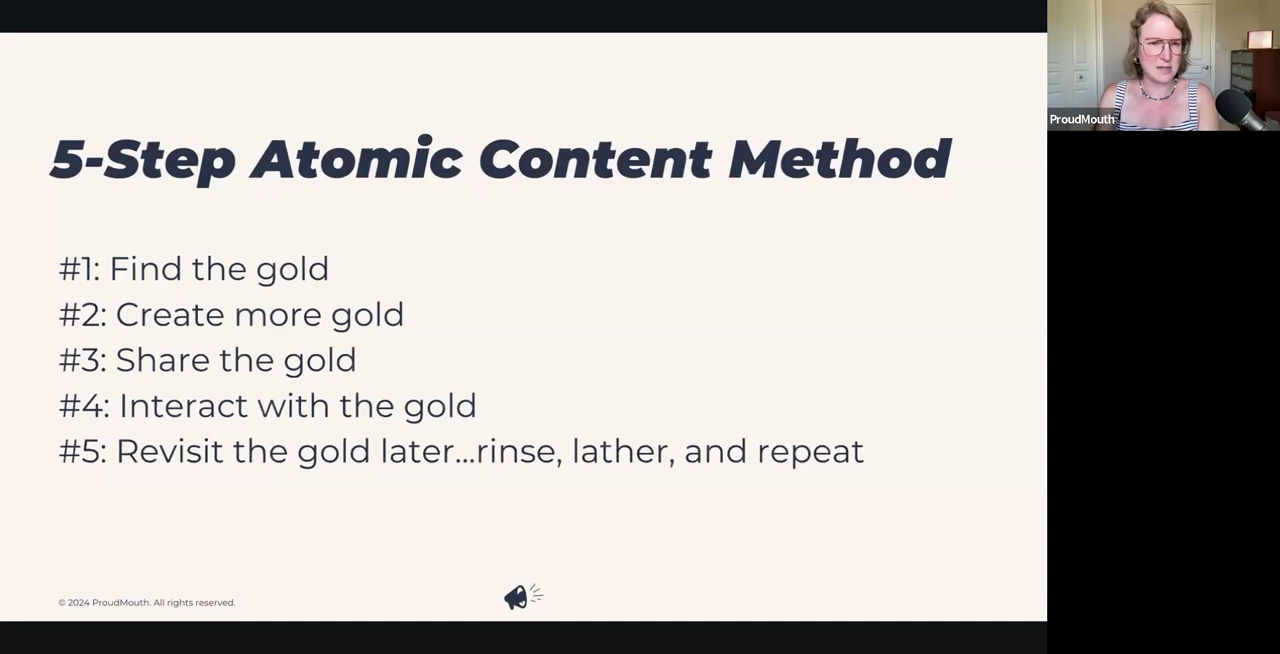 5-Step Atomic Content Method
#1: Find the gold
#2: Create more gold
#3: Share the gold
#4: Interact with the gold
#5: Revisit the gold later...rinse, lather, and repeat
© 2024 ProudMouth. All rights reserved.
ProudMouth